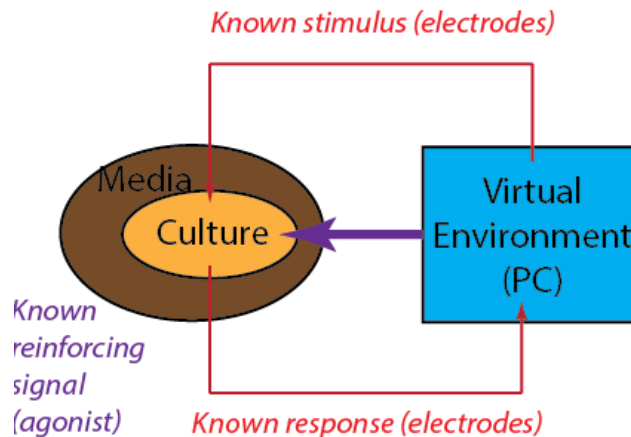 Known stimulus (electrodes)
Media
Culture
Virtual
Environment
(PC)
Known
reinforcing
signal
(agonist)
Known response (electrodes)